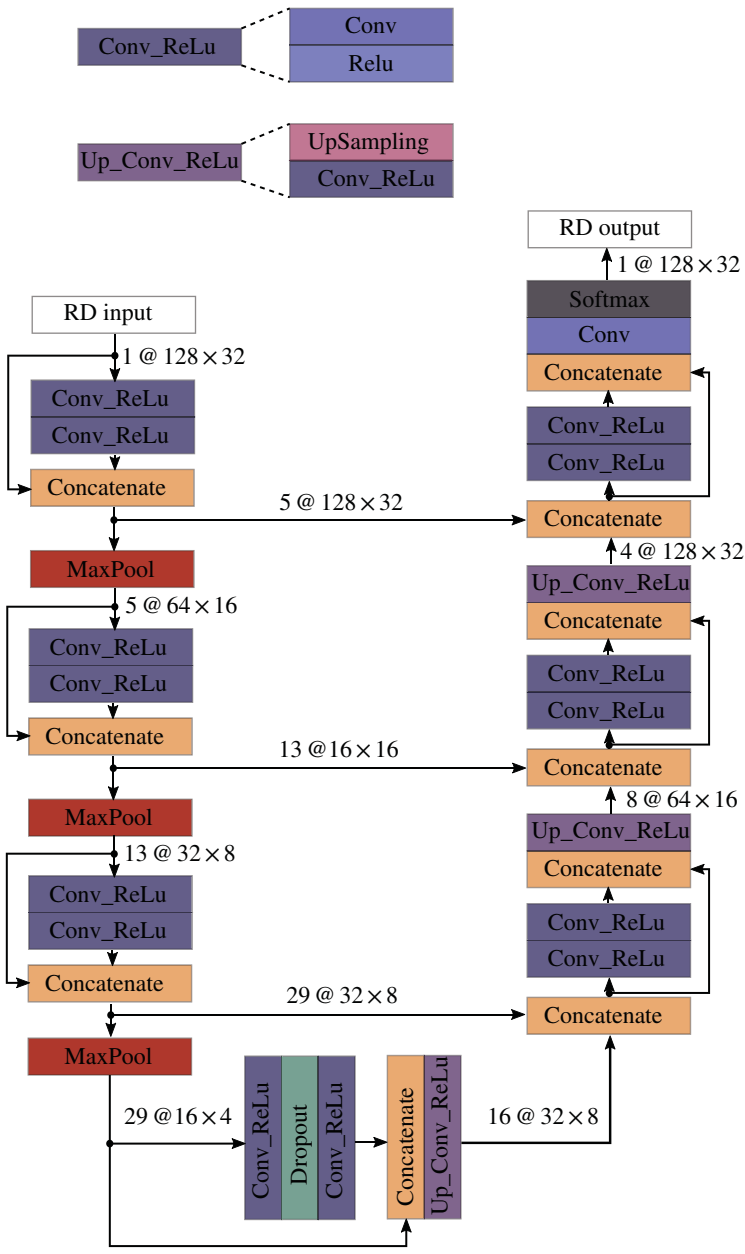 Conv_ReLu
Conv
Relu
Up_Conv_ReLu
UpSampling
Conv_ReLu
RD input
1 @ 128 × 32
Conv_ReLu
Conv_ReLu
Concatenate
5 @ 128 × 32
MaxPool
5 @ 64 × 16
Conv_ReLu
Conv_ReLu
Concatenate
13 @ 16 × 16
MaxPool
13 @ 32 × 8
Conv_ReLu
Conv_ReLu
Concatenate
29 @ 32 × 8
MaxPool
29 @ 16 × 4
Conv_ReLu
Dropout
Conv_ReLu
Concatenate
Up_Conv_ReLu
16 @ 32 × 8
RD output
1 @ 128 × 32
Softmax
Conv
Concatenate
Conv_ReLu
Conv_ReLu
Concatenate
4 @ 128 × 32
Up_Conv_ReLu
Concatenate
Conv_ReLu
Conv_ReLu
Concatenate
8 @ 64 × 16
Up_Conv_ReLu
Concatenate
Conv_ReLu
Conv_ReLu
Concatenate